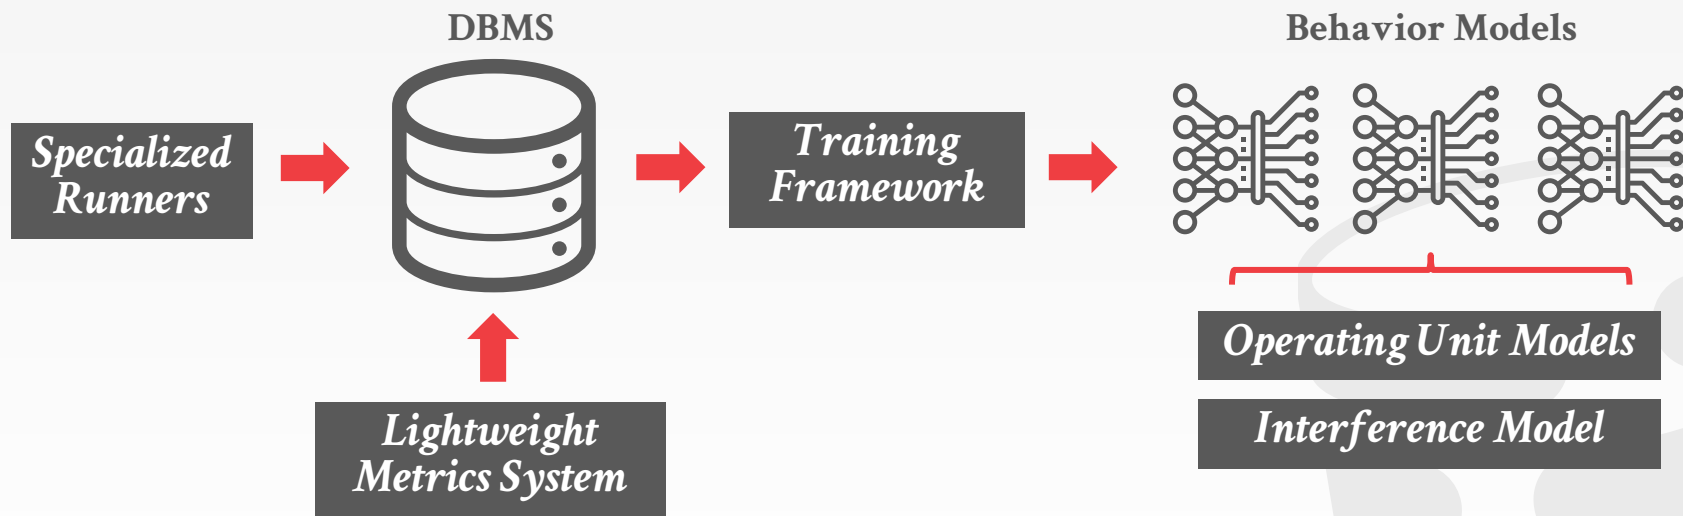 DBMS
Behavior Models
Specialized
Runners
Training
Framework
Operating Unit Models
Interference Model
Lightweight
Metrics System